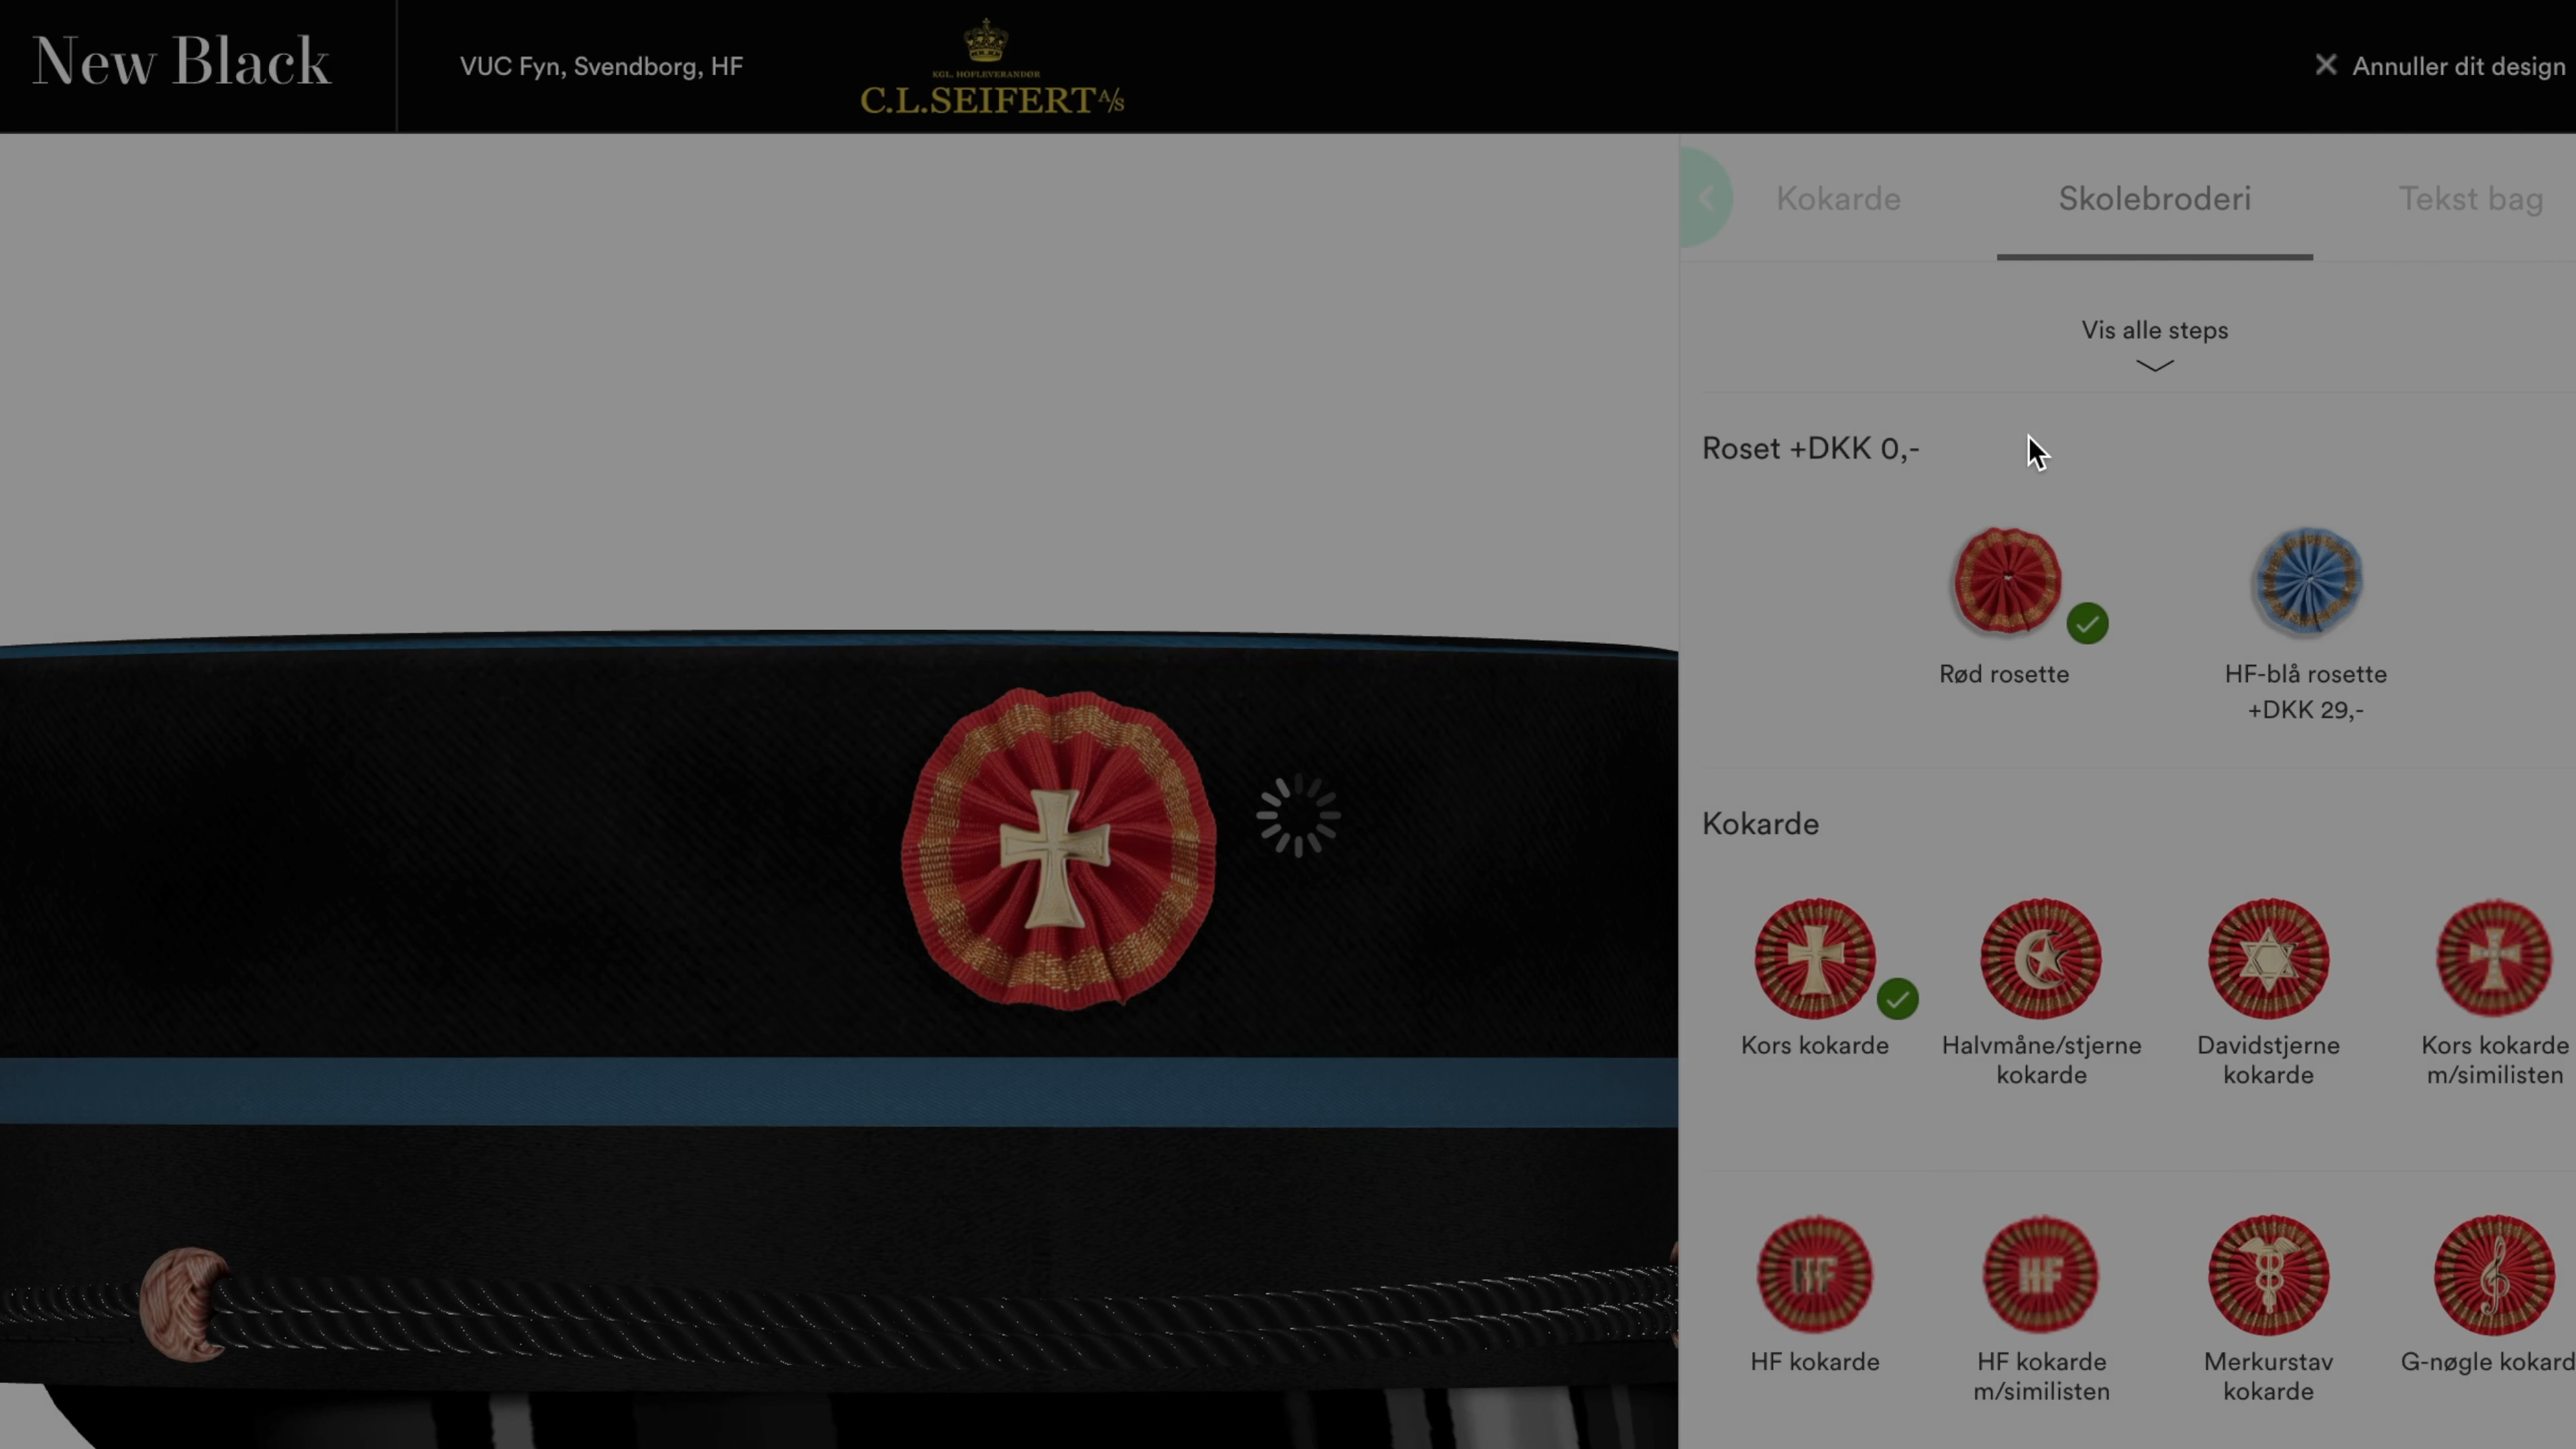 New Black
VUC Fyn, Svendborg, HF
KGL. HOFLEVERANDØR
C.L.SEIFERT A/S
Annuller dit design
Kokarde
Skolebroderi
Tekst bag
Vis alle steps
Roset +DKK 0,-
Rød rosette
HF-blå rosette
+DKK 29,-
Kokarde
Kors kokarde
Halvmåne/stjerne
kokarde
Davidstjerne
kokarde
Kors kokarde
m/similisten
HF
HF
HF kokarde
HF kokarde
m/similisten
Merkurstav
kokarde
G-nøgle kokard